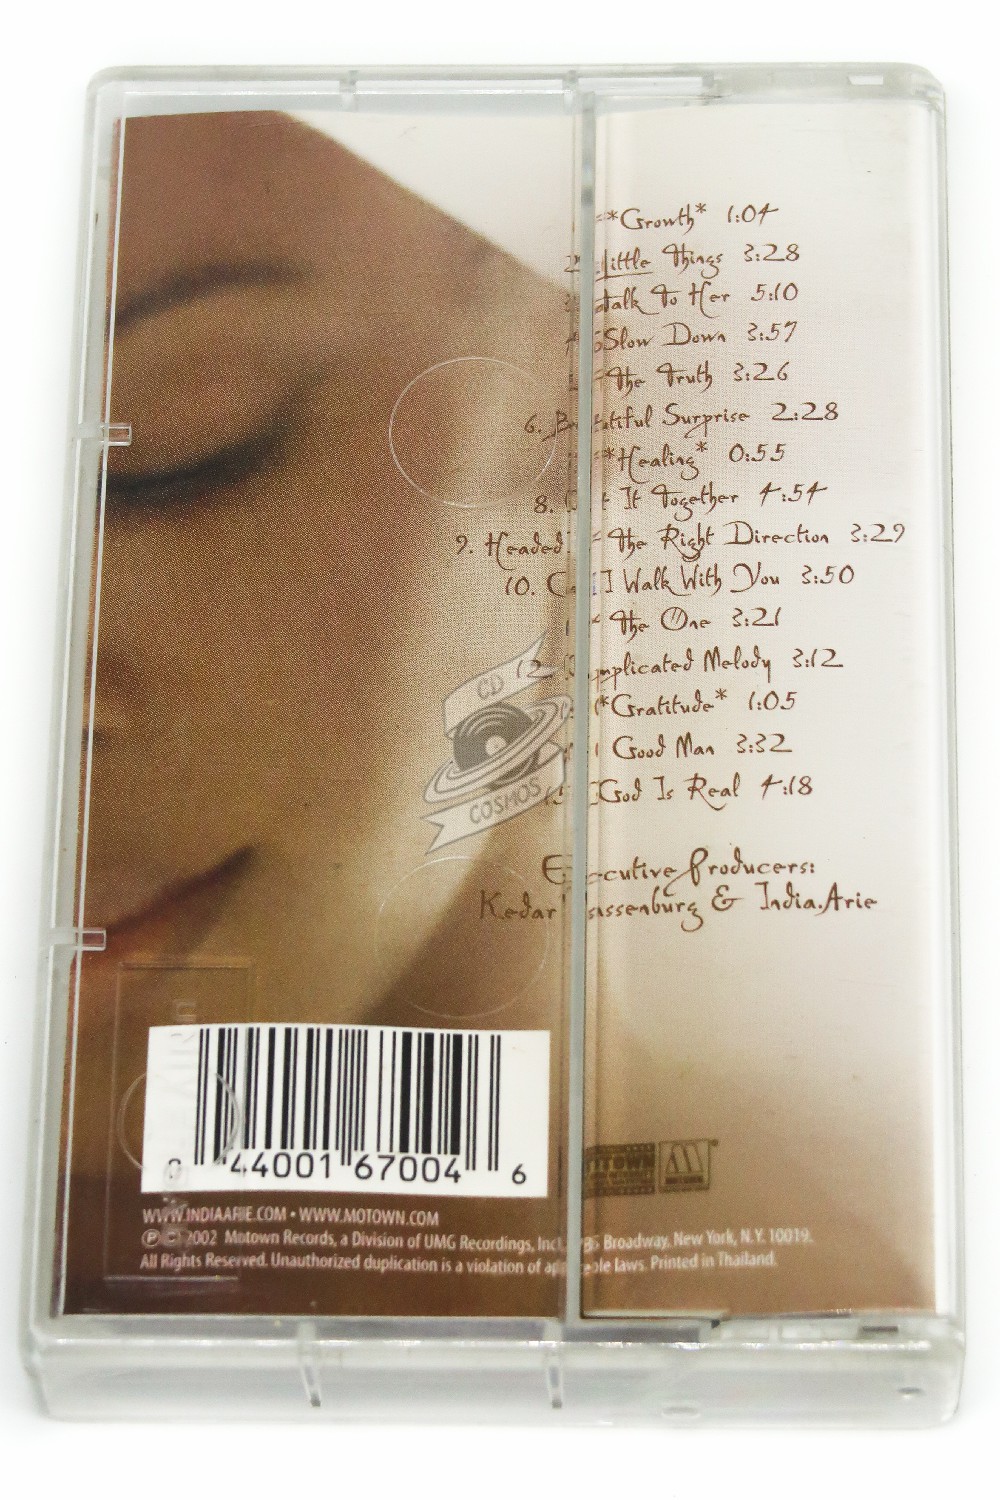 *Growth* 1:04
2. Little Things 3:28
3. Talk To Her 5:10
Slow Down 3:57
The Truth 3:26
6. Beautiful Surprise 2:28
*Healing* 0:55
8. Get It Together 4:54
9. Headed In The Right Direction 3:29
10. Can I Walk With You 3:50
The One 3:21
12. Complicated Melody 3:12
*Gratitude* 1:05
Good Man 3:32
15. God Is Real 4:18
Executive Producers:
Kedar Massenburg & India.Arie
CD
COSMOS
0 44001 67004 6
MOTOWN
WWW.INDIAARIE.COM • WWW.MOTOWN.COM
℗ © 2002 Motown Records, a Division of UMG Recordings, Inc. Broadway, New York, N.Y. 10019.
All Rights Reserved. Unauthorized duplication is a violation of applicable laws. Printed in Thailand.